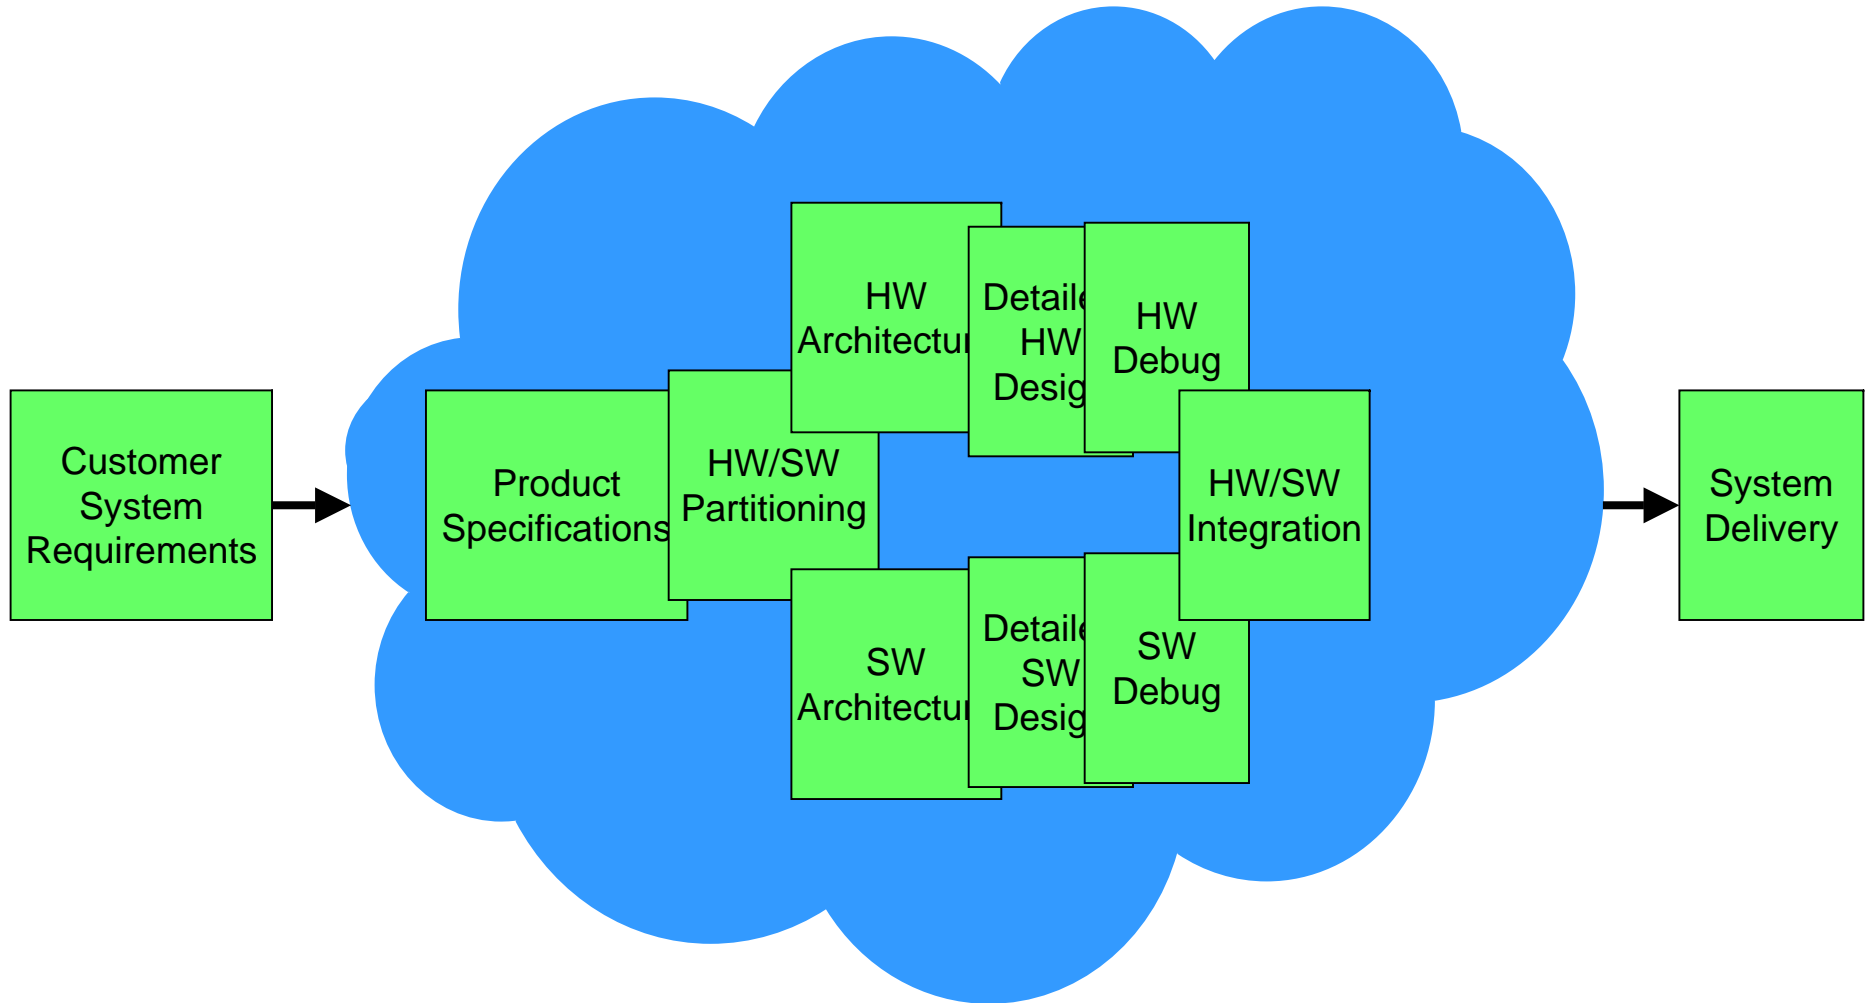 Customer
System
Requirements
Product
Specifications
HW/SW
Partitioning
HW
Architectur
Detaile
HW
Desig
HW
Debug
SW
Architectur
Detaile
SW
Desig
SW
Debug
HW/SW
Integration
System
Delivery